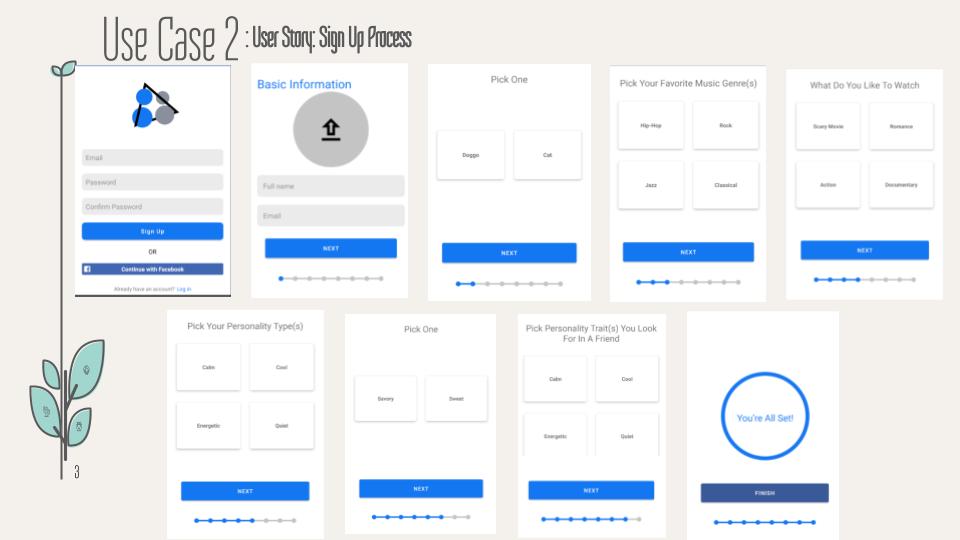 Use Case 2 : User Story: Sign Up Process
Email
Password
Confirm Password
Sign Up
OR
Continue with Facebook
Already have an account? Log in
Basic Information
Full name
Email
NEXT
Pick One
Doggo
Cat
NEXT
Pick Your Favorite Music Genre(s)
Hip-Hop
Rock
Jazz
Classical
NEXT
What Do You Like To Watch
Scary Movie
Romance
Action
Documentary
NEXT
Pick Your Personality Type(s)
Calm
Cool
Energetic
Quiet
NEXT
Pick One
Savory
Sweet
NEXT
Pick Personality Trait(s) You Look
For In A Friend
Calm
Cool
Energetic
Quiet
NEXT
You're All Set!
FINISH
3